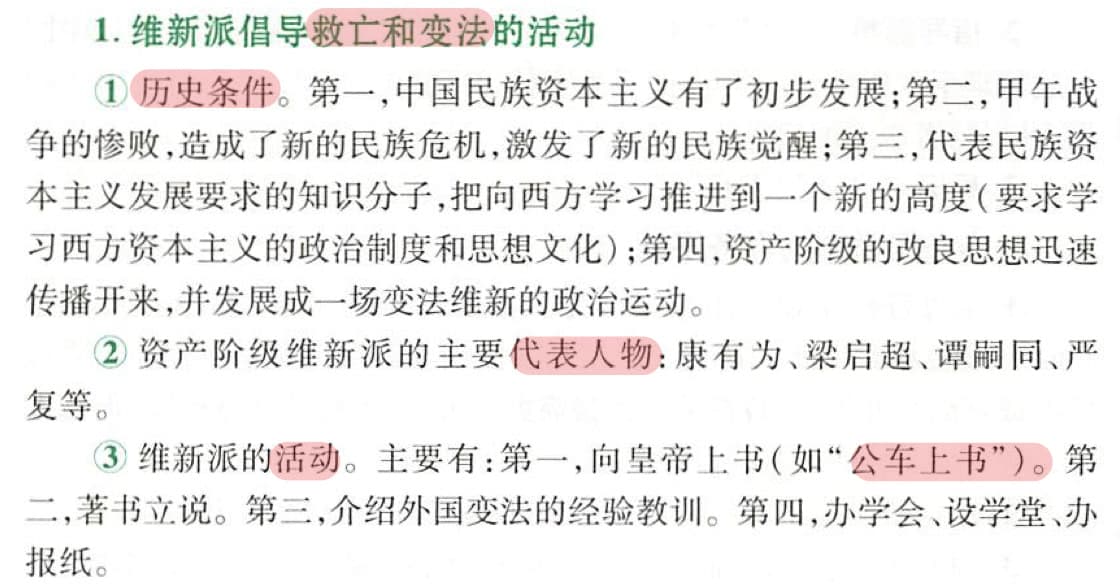 1. 维新派倡导救亡和变法的活动
① 历史条件。第一,中国民族资本主义有了初步发展;第二,甲午战
争的惨败,造成了新的民族危机,激发了新的民族觉醒;第三,代表民族资
本主义发展要求的知识分子,把向西方学习推进到一个新的高度(要求学
习西方资本主义的政治制度和思想文化);第四,资产阶级的改良思想迅速
传播开来,并发展成一场变法维新的政治运动。
② 资产阶级维新派的主要代表人物:康有为、梁启超、谭嗣同、严
复等。
③ 维新派的活动。主要有:第一,向皇帝上书(如“公车上书”)。第
二,著书立说。第三,介绍外国变法的经验教训。第四,办学会、设学堂、办
报纸。